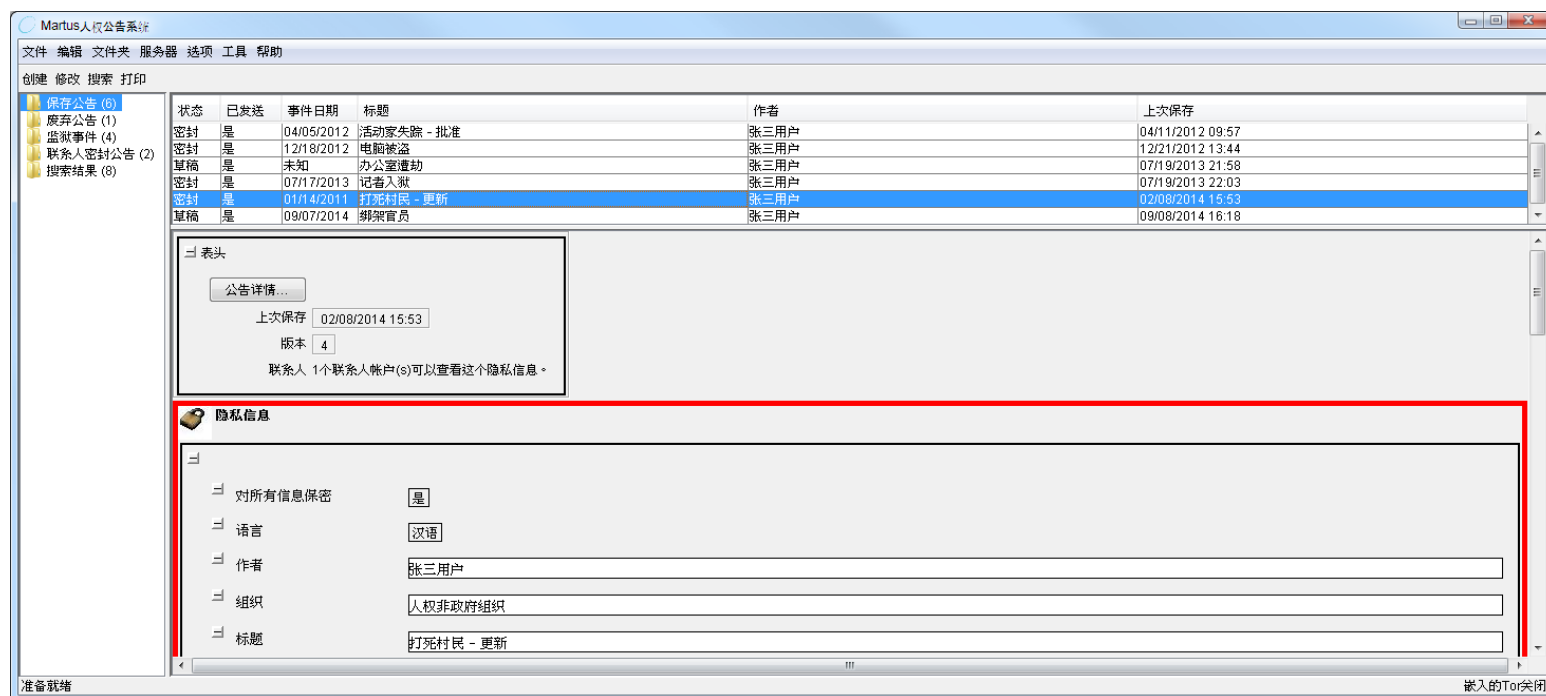 Martus人权公告系统
文件 编辑 文件夹 服务器 选项 工具 帮助
创建 修改 搜索 打印
保存公告 (6)
废弃公告 (1)
监狱事件 (4)
联系人密封公告 (2)
搜索结果 (8)
状态 已发送 事件日期 标题 作者 上次保存
密封 是 04/05/2012 活动家失踪 - 批准 张三用户 04/11/2012 09:57
密封 是 12/18/2012 电脑被盗 张三用户 12/21/2012 13:44
草稿 是 未知 办公室遭劫 张三用户 07/19/2013 21:58
密封 是 07/17/2013 记者入狱 张三用户 07/19/2013 22:03
密封 是 01/14/2011 打死村民 - 更新 张三用户 02/08/2014 15:53
草稿 是 09/07/2014 绑架官员 张三用户 09/08/2014 16:18
表头
公告详情...
上次保存 02/08/2014 15:53
版本 4
联系人 1个联系人帐户(s)可以查看这个隐私信息。
隐私信息
对所有信息保密 是
语言 汉语
作者 张三用户
组织 人权非政府组织
标题 打死村民 - 更新
准备就绪 嵌入的Tor关闭